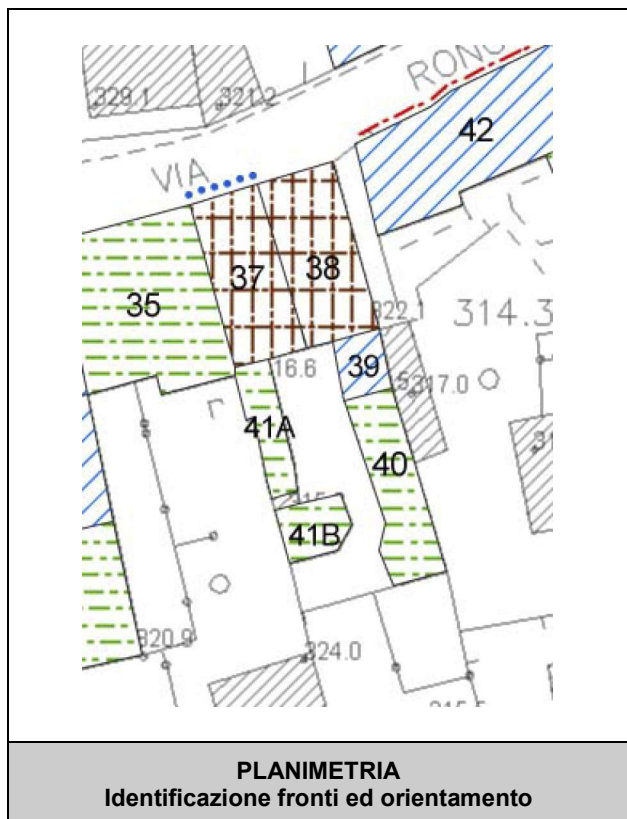 329.1
321.2
RONC
42
VIA
37
38
35
322.1
314.3
16.6
39
317.0
41A
40
41B
320.9
324.0
PLANIMETRIA
Identificazione fronti ed orientamento